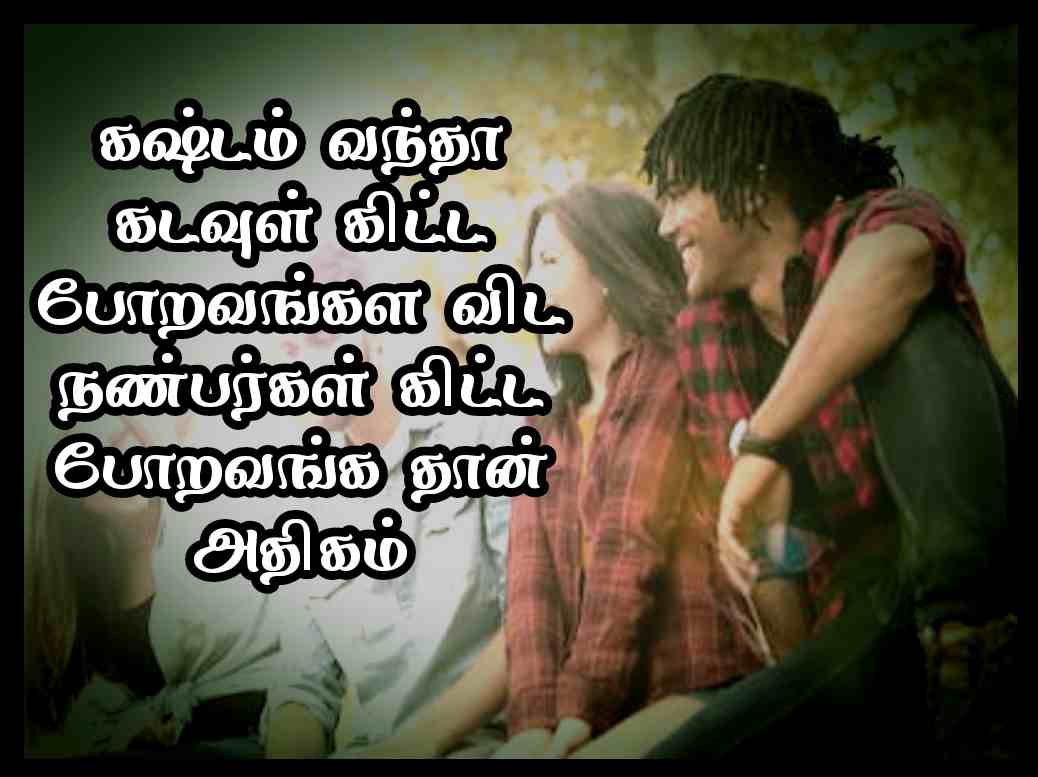 கஷ்டம் வந்தா
கடவுள் கிட்ட
போறவங்கள விட
நண்பர்கள் கிட்ட
போறவங்க தான்
அதிகம்